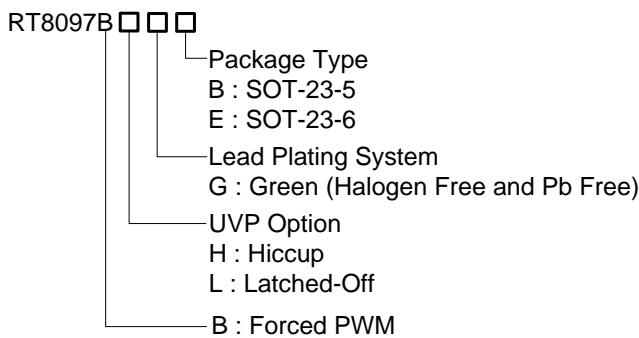 RT8097B
Package Type
B : SOT-23-5
E : SOT-23-6
Lead Plating System
G : Green (Halogen Free and Pb Free)
UVP Option
H : Hiccup
L : Latched-Off
B : Forced PWM